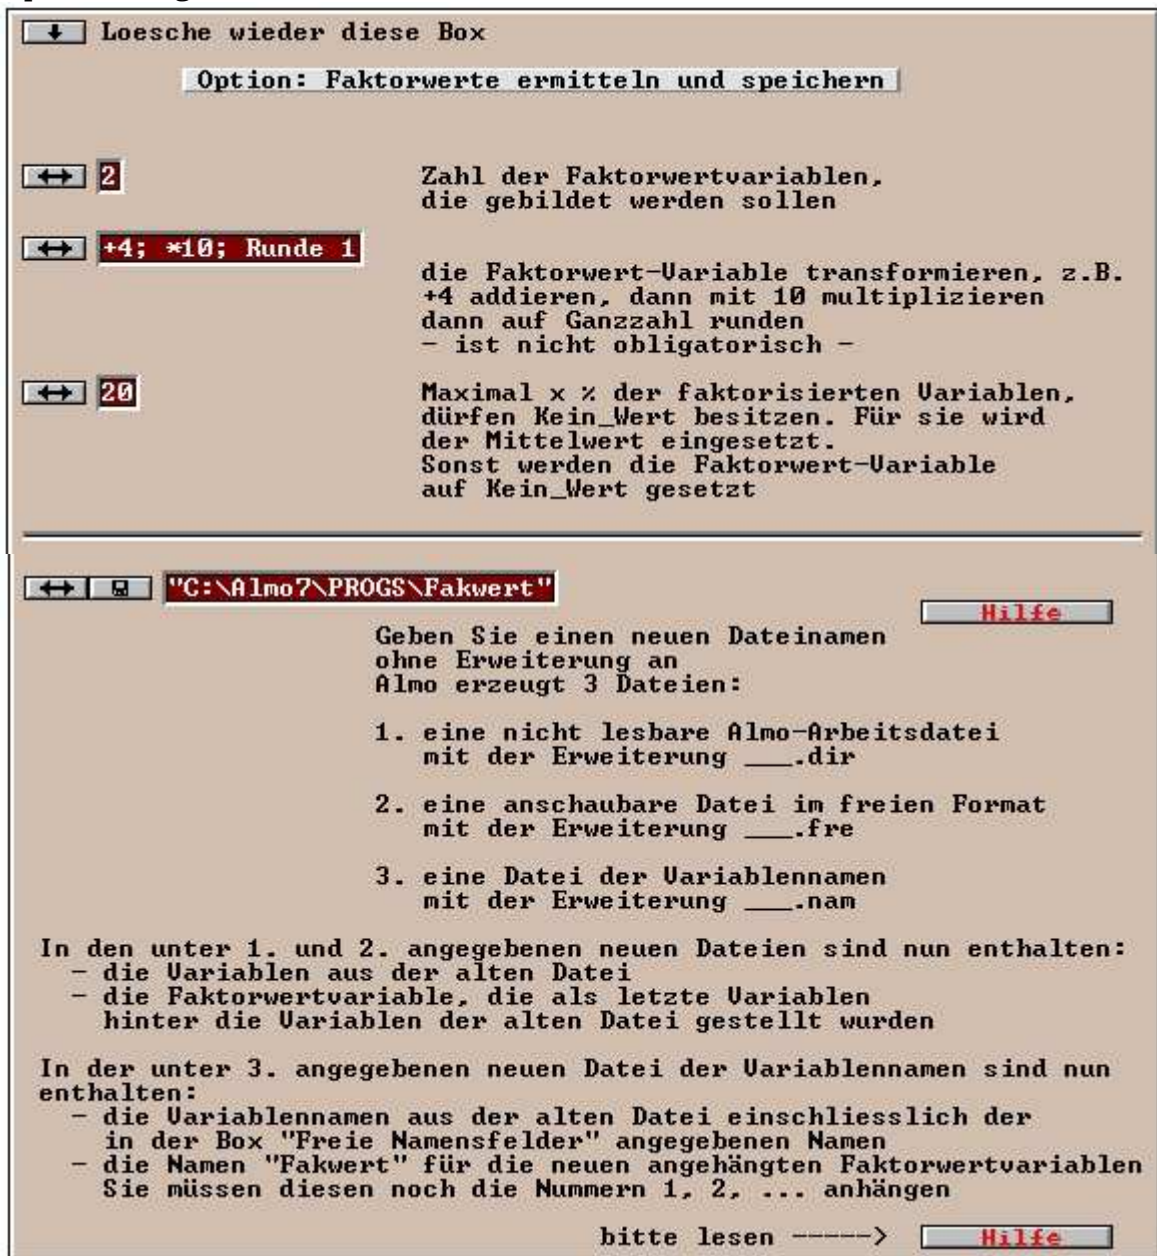 Loesche wieder diese Box
Option: Faktorwerte ermitteln und speichern
2
Zahl der Faktorwertvariablen,
die gebildet werden sollen
+4; *10; Runde 1
die Faktorwert-Variable transformieren, z.B.
+4 addieren, dann mit 10 multiplizieren
dann auf Ganzzahl runden
- ist nicht obligatorisch -
20
Maximal x % der faktorisierten Variablen,
dürfen Kein_Wert besitzen. Für sie wird
der Mittelwert eingesetzt.
Sonst werden die Faktorwert-Variable
auf Kein_Wert gesetzt
"C:\Almo7\PROGS\Fakwert"
Hilfe
Geben Sie einen neuen Dateinamen
ohne Erweiterung an
Almo erzeugt 3 Dateien:
1. eine nicht lesbare Almo-Arbeitsdatei
mit der Erweiterung ___.dir
2. eine anschaubare Datei im freien Format
mit der Erweiterung ___.fre
3. eine Datei der Variablennamen
mit der Erweiterung ___.nam
In den unter 1. und 2. angegebenen neuen Dateien sind nun enthalten:
- die Variablen aus der alten Datei
- die Faktorwertvariable, die als letzte Variablen
hinter die Variablen der alten Datei gestellt wurden
In der unter 3. angegebenen neuen Datei der Variablennamen sind nun
enthalten:
- die Variablennamen aus der alten Datei einschliesslich der
in der Box "Freie Namensfelder" angegebenen Namen
- die Namen "Fakwert" für die neuen angehängten Faktorwertvariablen
Sie müssen diesen noch die Nummern 1, 2, ... anhängen
bitte lesen -----> Hilfe